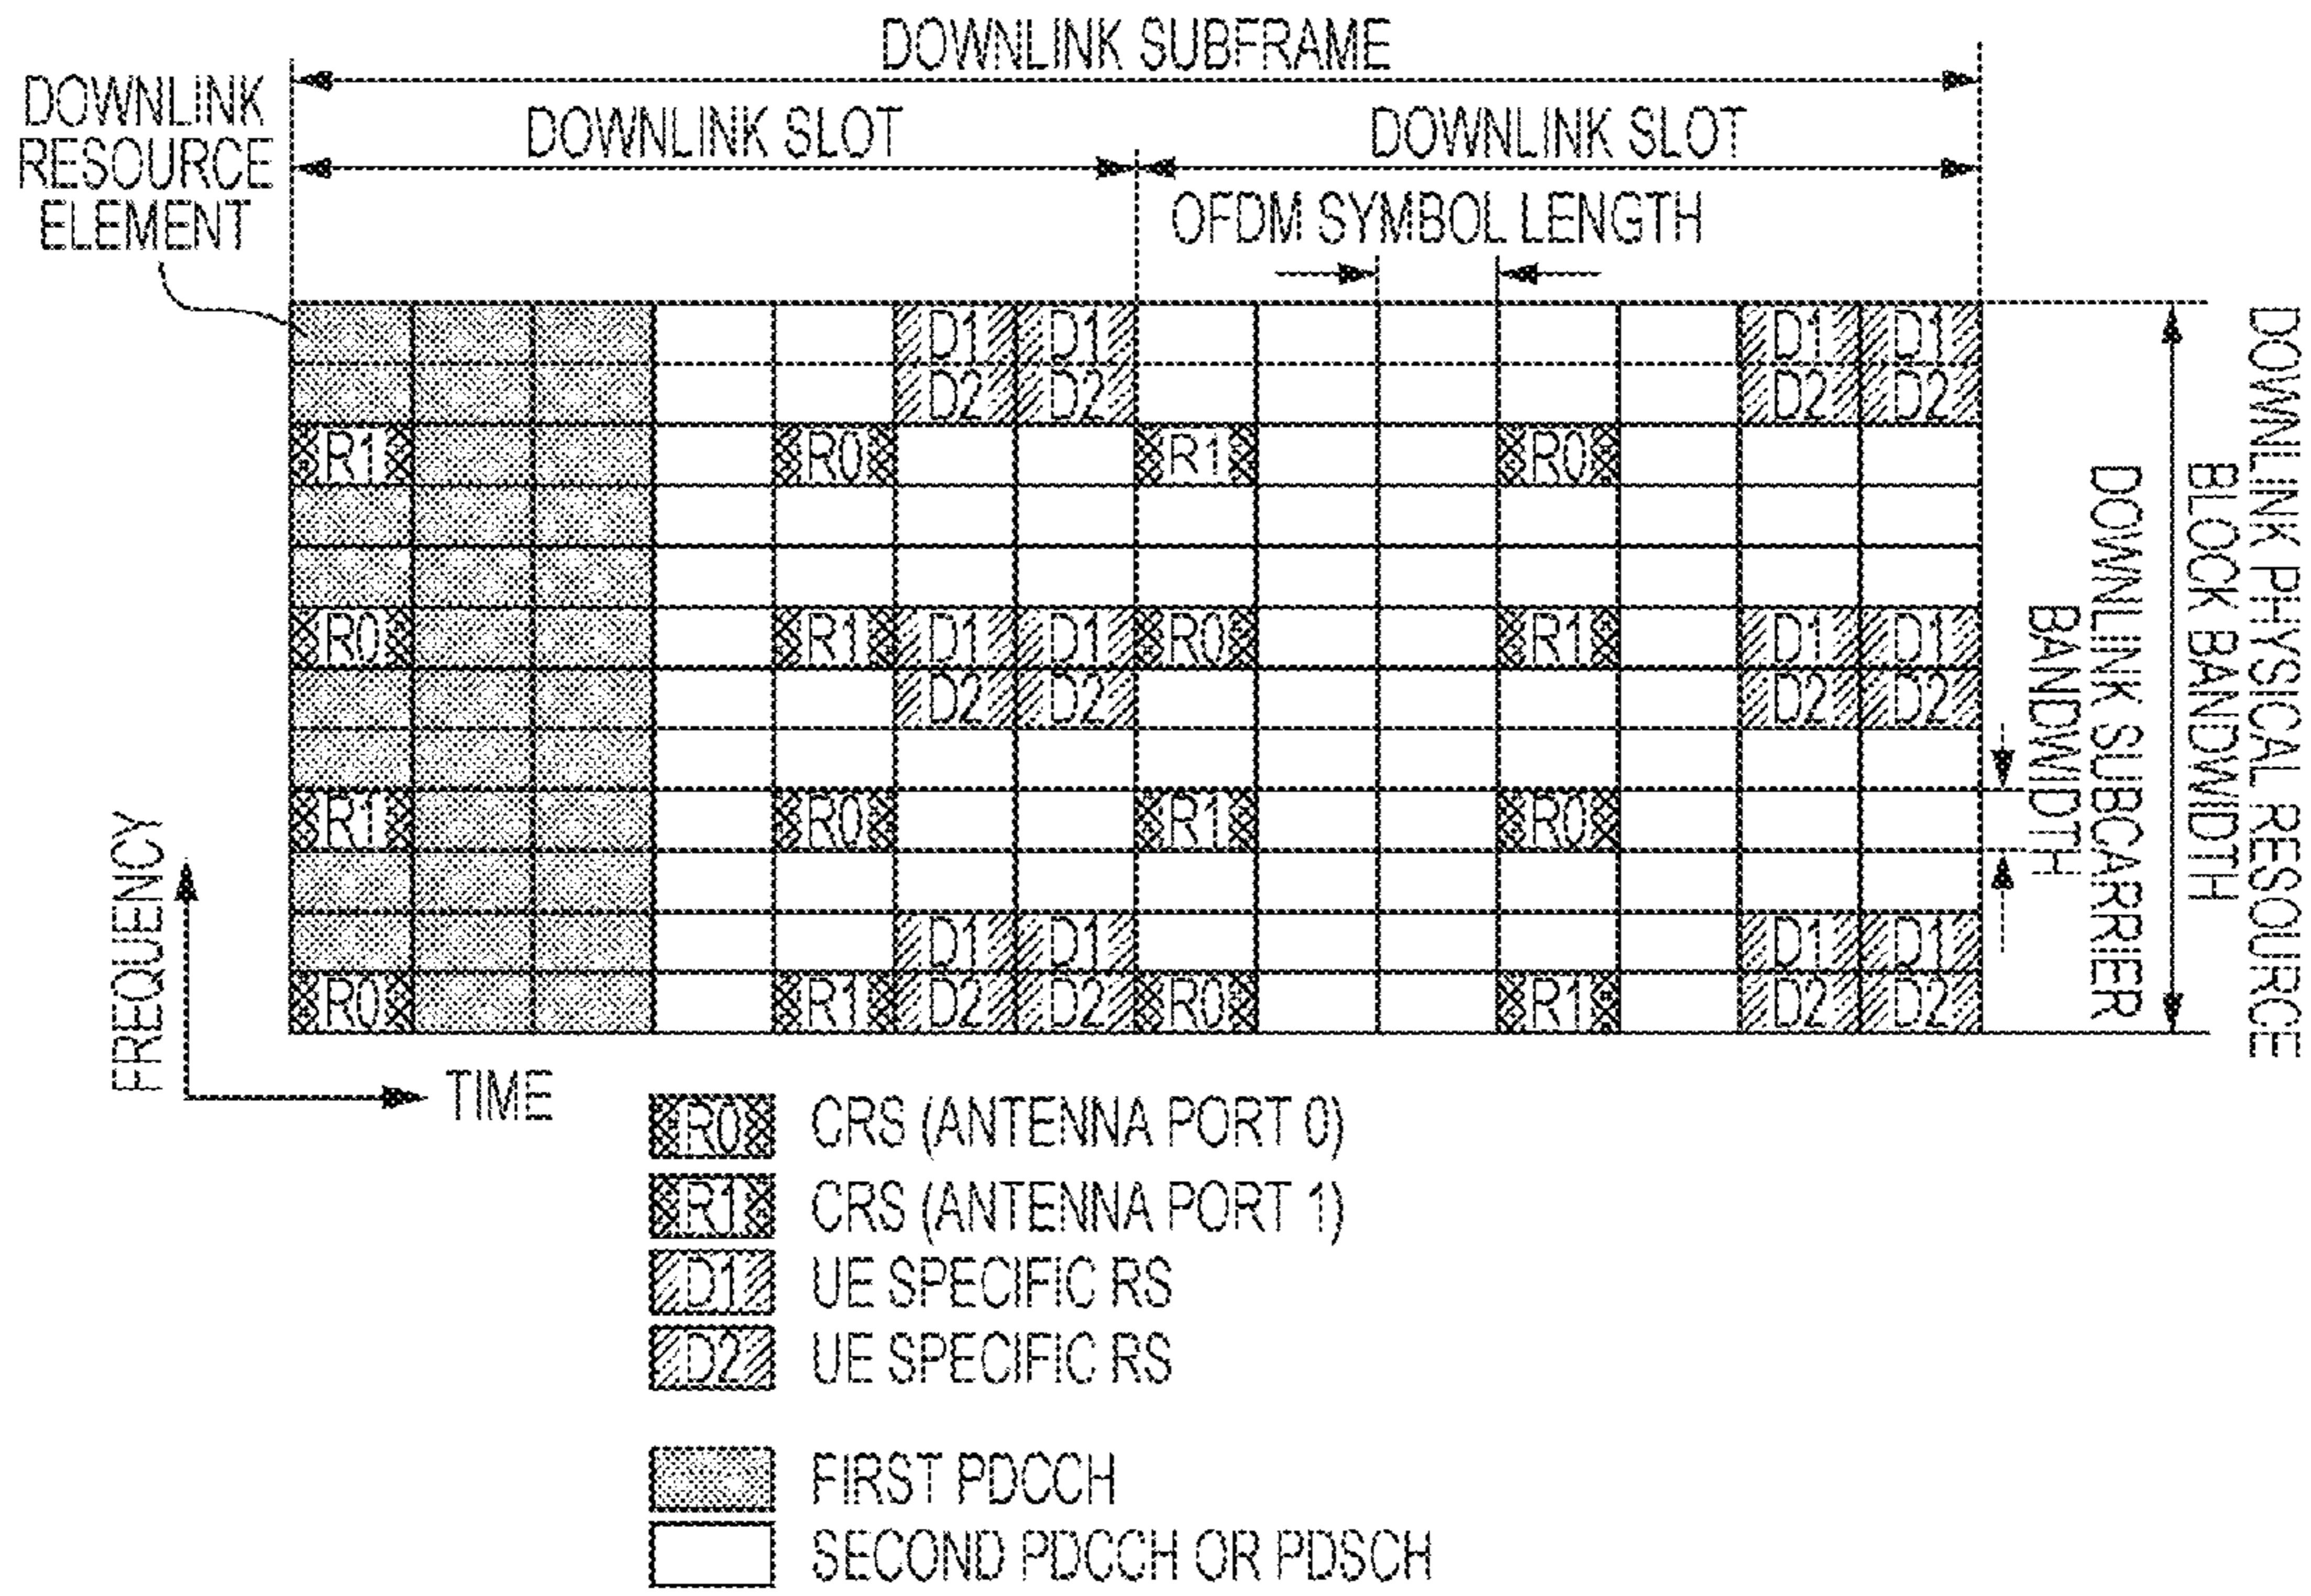 DOWNLINK SUBFRAME
DOWNLINK
RESOURCE
ELEMENT
DOWNLINK SLOT DOWNLINK SLOT
OFDM SYMBOL LENGTH
D1 D1 D1 D1
D2 D2 D2 D2
R1 R0 R1 R0
R0 R1 D1 D1 R0 R1 D1 D1
D2 D2 D2 D2
R1 R0 R1 R0
D1 D1 D1 D1
R0 R1 D2 D2 R0 R1 D2 D2
DOWNLINK PHYSICAL RESOURCE
BLOCK BANDWIDTH
DOWNLINK SUBCARRIER
BANDWIDTH
FREQUENCY
TIME
R0 CRS (ANTENNA PORT 0)
R1 CRS (ANTENNA PORT 1)
D1 UE SPECIFIC RS
D2 UE SPECIFIC RS
FIRST PDCCH
SECOND PDCCH OR PDSCH